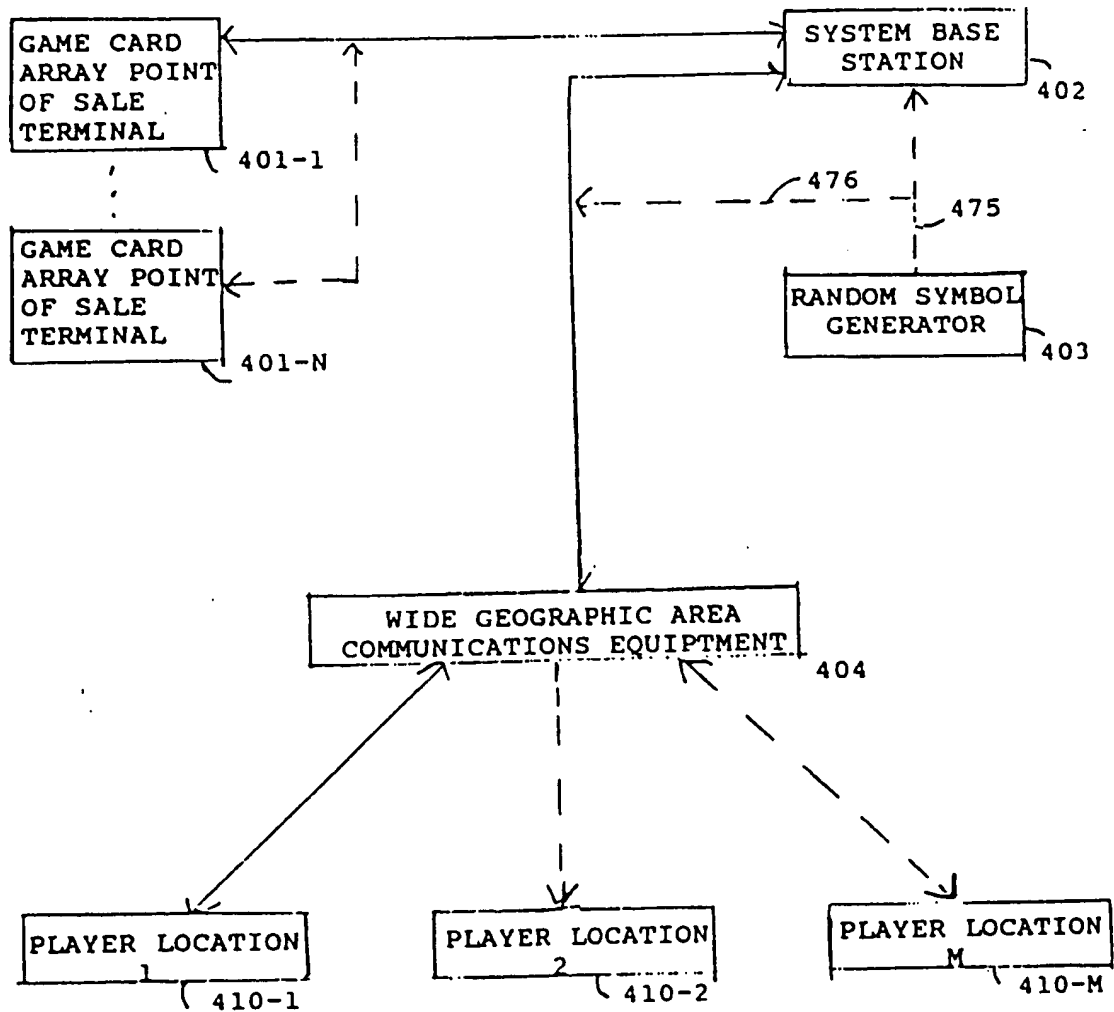 GAME CARD
ARRAY POINT
OF SALE
TERMINAL
401-1
SYSTEM BASE
STATION
402
476
475
GAME CARD
ARRAY POINT
OF SALE
TERMINAL
401-N
RANDOM SYMBOL
GENERATOR
403
WIDE GEOGRAPHIC AREA
COMMUNICATIONS EQUIPTMENT
404
PLAYER LOCATION
1
410-1
PLAYER LOCATION
2
410-2
PLAYER LOCATION
M
410-M